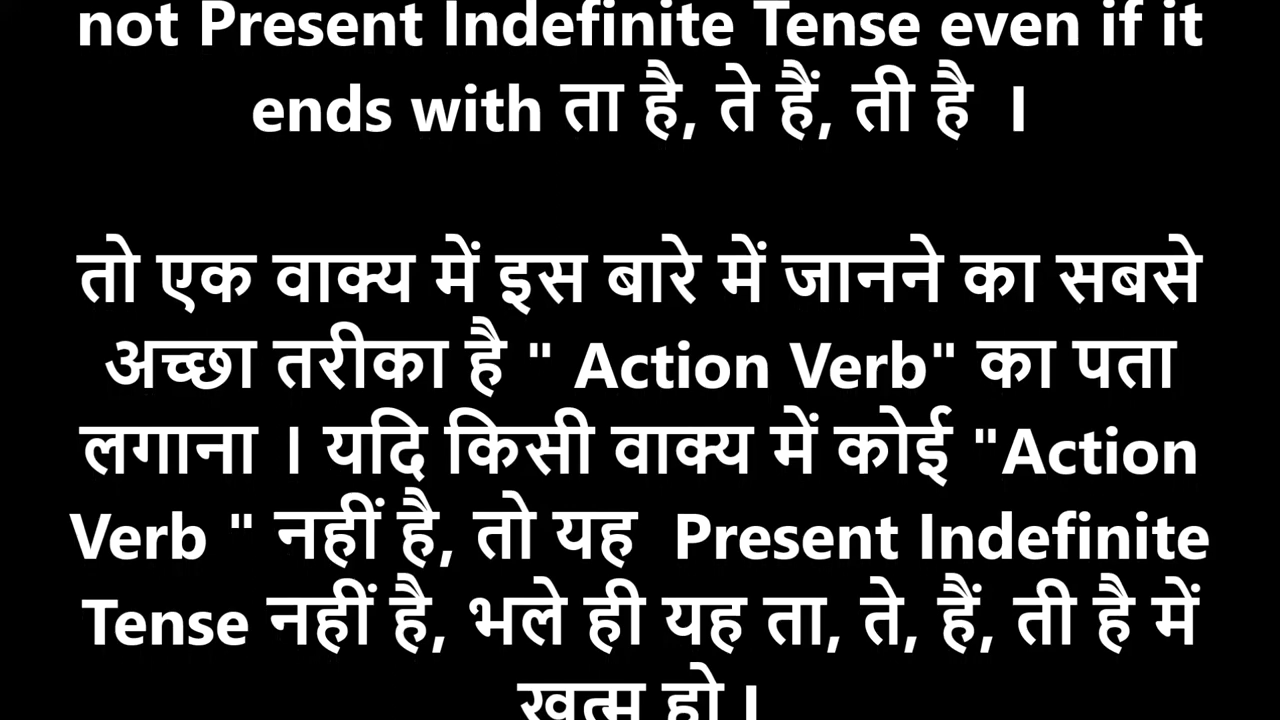 not Present Indefinite Tense even if it
ends with ता है, ते हैं, ती है ।
तो एक वाक्य में इस बारे में जानने का सबसे
अच्छा तरीका है " Action Verb" का पता
लगाना । यदि किसी वाक्य में कोई "Action
Verb " नहीं है, तो यह Present Indefinite
Tense नहीं है, भले ही यह ता, ते, हैं, ती है में
खत्म हो ।